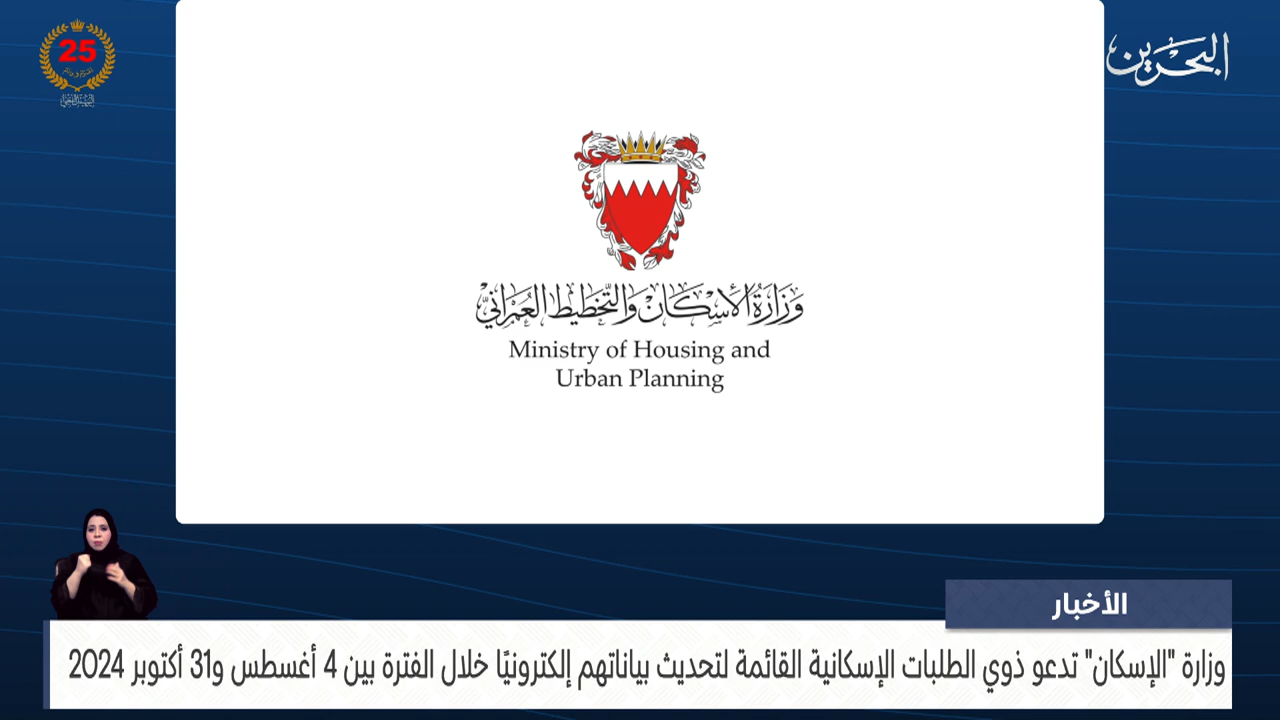 25
البحرين
وزارة الإسكان والتخطيط العمراني
Ministry of Housing and
Urban Planning
الأخبار
وزارة "الإسكان" تدعو ذوي الطلبات الإسكانية القائمة لتحديث بياناتهم إلكترونيًا خلال الفترة بين 4 أغسطس و31 أكتوبر 2024